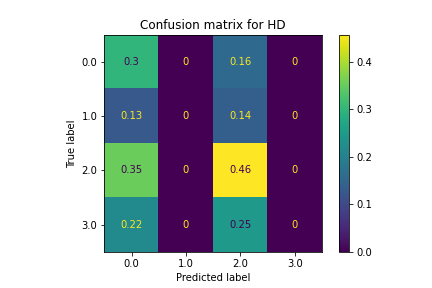 Confusion matrix for HD
True label
0.0 0.3 0 0.16 0
1.0 0.13 0 0.14 0
2.0 0.35 0 0.46 0
3.0 0.22 0 0.25 0
0.0 1.0 2.0 3.0
Predicted label
0.4
0.3
0.2
0.1
0.0